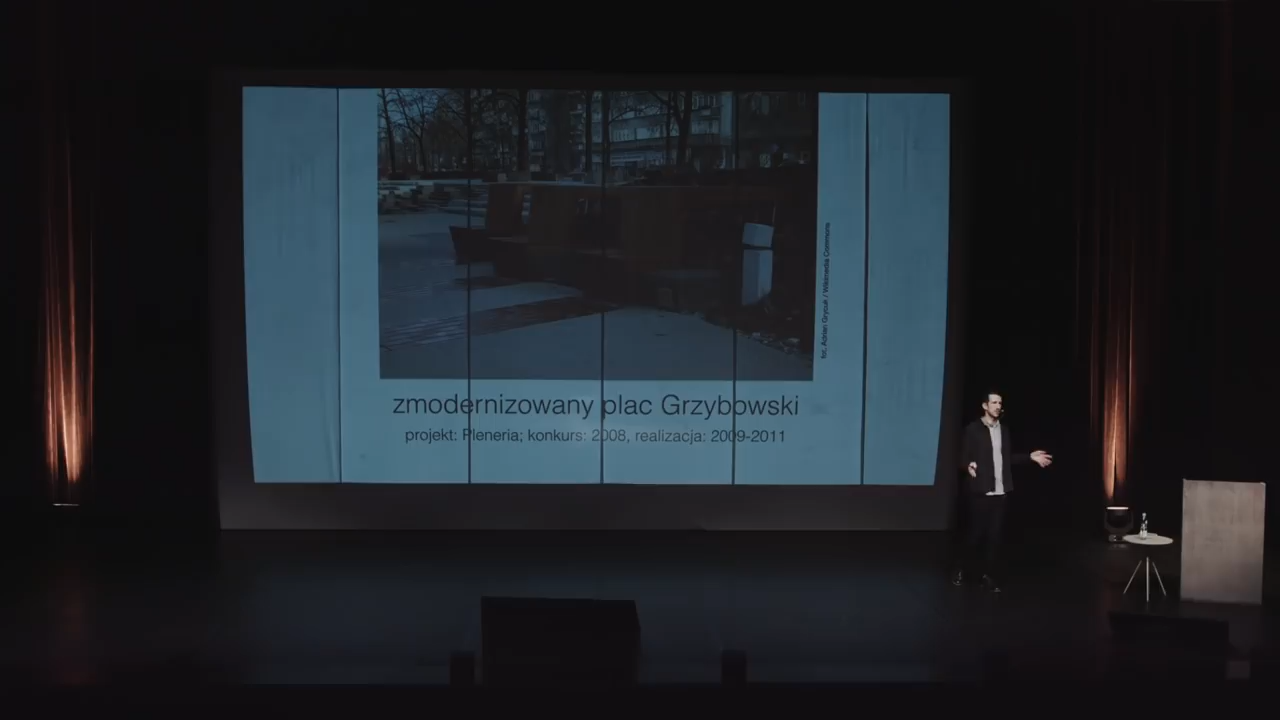 fot. Adrian Grycuk / Wikimedia Commons
zmodernizowany plac Grzybowski
projekt: Pleneria; konkurs: 2008, realizacja: 2009-2011